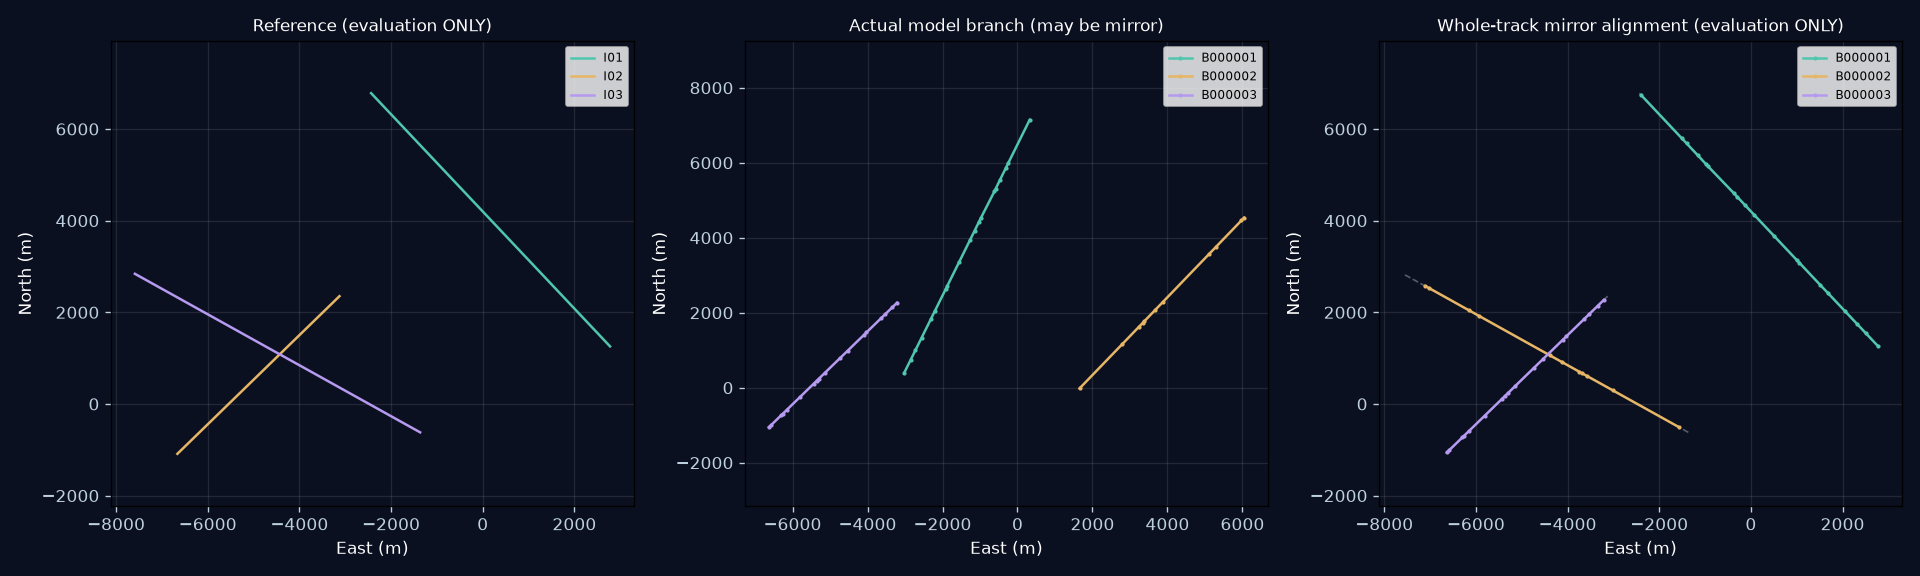 Reference (evaluation ONLY)
I01
I02
I03
6000
4000
2000
0
−2000
−8000 −6000 −4000 −2000 0 2000
East (m)
North (m)
Actual model branch (may be mirror)
B000001
B000002
B000003
8000
6000
4000
2000
0
−2000
−6000 −4000 −2000 0 2000 4000 6000
East (m)
North (m)
Whole-track mirror alignment (evaluation ONLY)
B000001
B000002
B000003
6000
4000
2000
0
−2000
−8000 −6000 −4000 −2000 0 2000
East (m)
North (m)